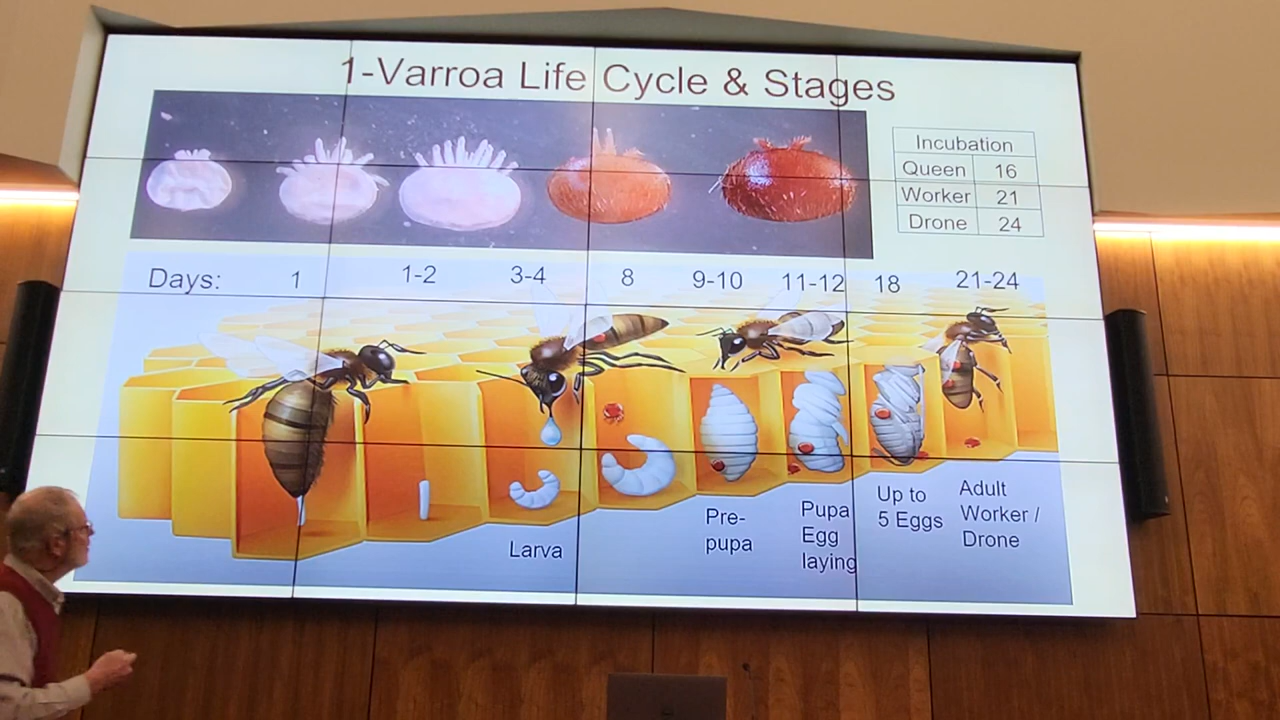 1-Varroa Life Cycle & Stages
Incubation
Queen 16
Worker 21
Drone 24
Days: 1 1-2 3-4 8 9-10 11-12 18 21-24
Larva
Pre-
pupa
Pupa
Egg
laying
Up to
5 Eggs
Adult
Worker /
Drone